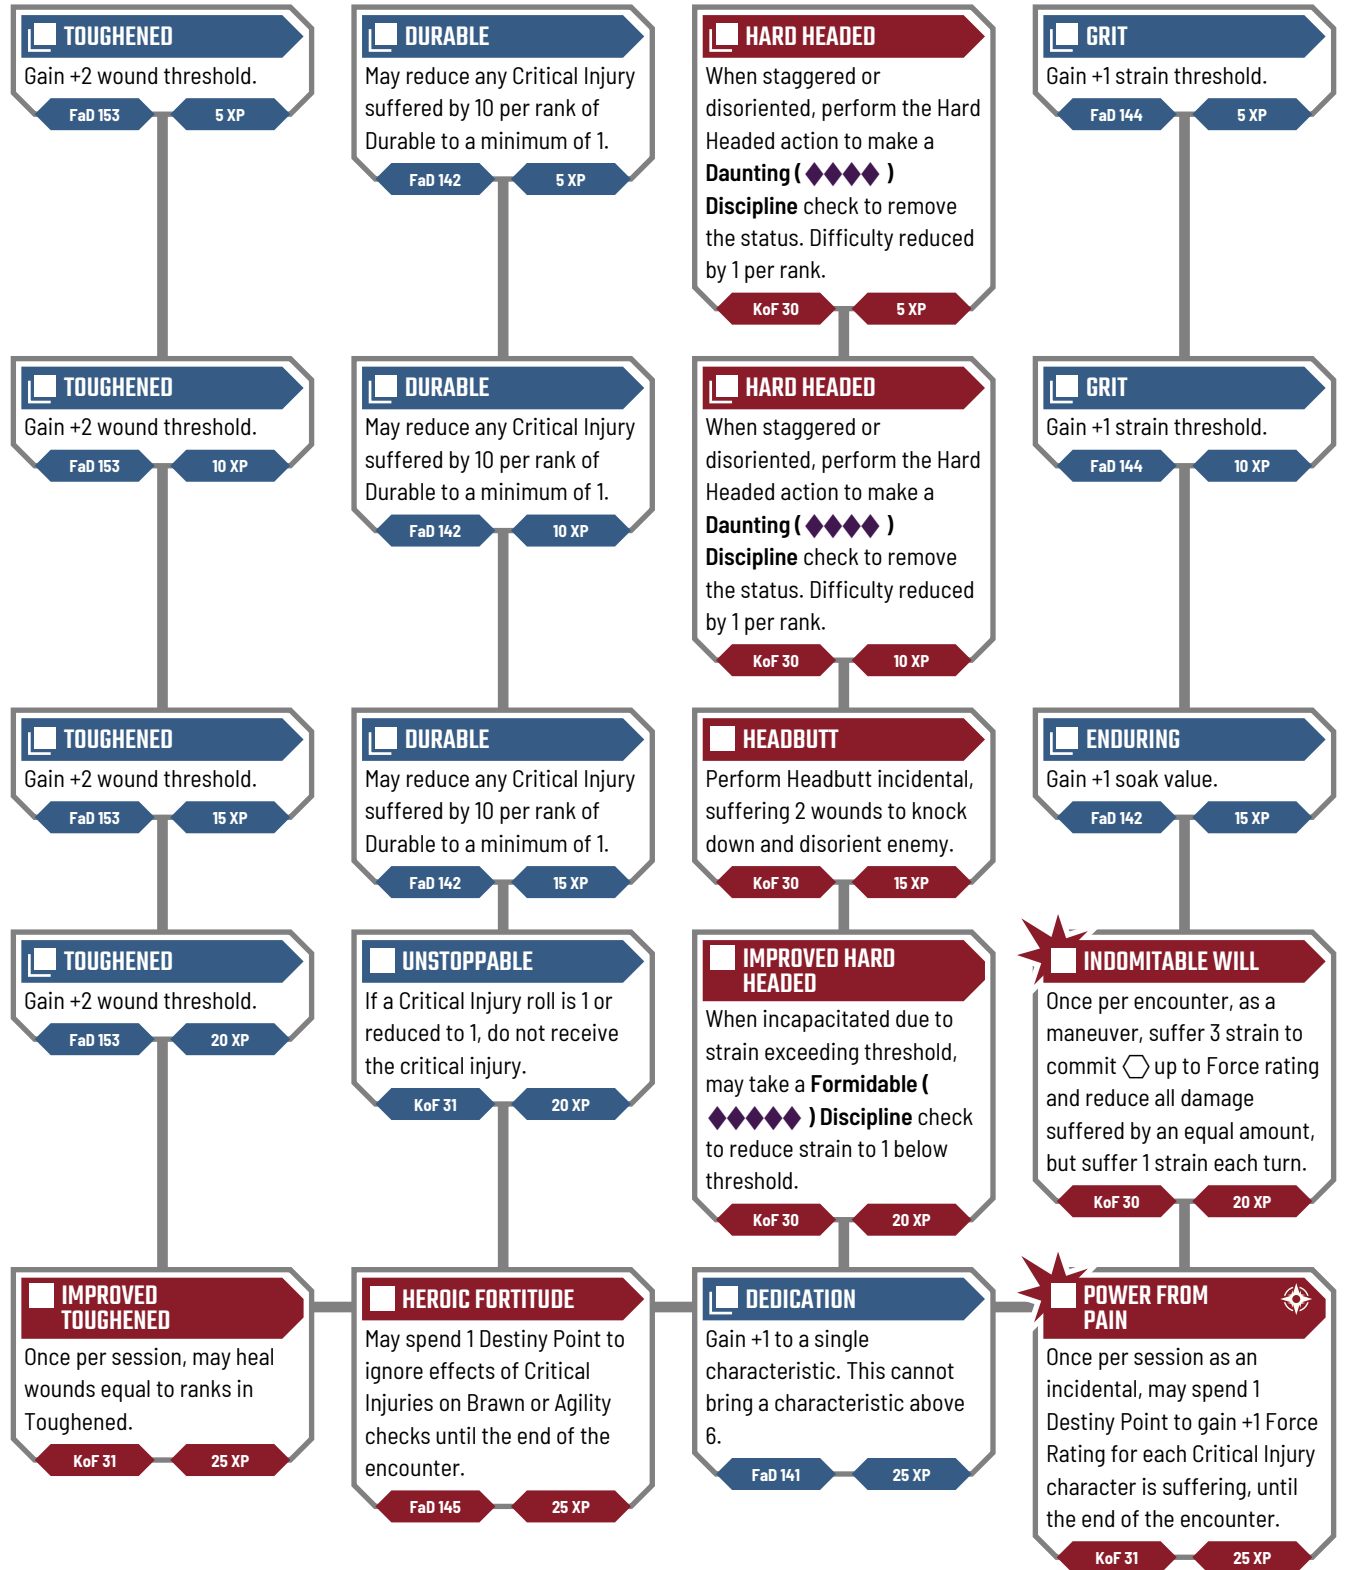 TOUGHENED
Gain +2 wound threshold.
FaD 153
5 XP
DURABLE
May reduce any Critical Injury
suffered by 10 per rank of
Durable to a minimum of 1.
FaD 142
5 XP
HARD HEADED
When staggered or
disoriented, perform the Hard
Headed action to make a
Daunting ( ◆◆◆◆ )
Discipline check to remove
the status. Difficulty reduced
by 1 per rank.
KoF 30
5 XP
GRIT
Gain +1 strain threshold.
FaD 144
5 XP
TOUGHENED
Gain +2 wound threshold.
FaD 153
10 XP
DURABLE
May reduce any Critical Injury
suffered by 10 per rank of
Durable to a minimum of 1.
FaD 142
10 XP
HARD HEADED
When staggered or
disoriented, perform the Hard
Headed action to make a
Daunting ( ◆◆◆◆ )
Discipline check to remove
the status. Difficulty reduced
by 1 per rank.
KoF 30
10 XP
GRIT
Gain +1 strain threshold.
FaD 144
10 XP
TOUGHENED
Gain +2 wound threshold.
FaD 153
15 XP
DURABLE
May reduce any Critical Injury
suffered by 10 per rank of
Durable to a minimum of 1.
FaD 142
15 XP
HEADBUTT
Perform Headbutt incidental,
suffering 2 wounds to knock
down and disorient enemy.
KoF 30
15 XP
ENDURING
Gain +1 soak value.
FaD 142
15 XP
TOUGHENED
Gain +2 wound threshold.
FaD 153
20 XP
UNSTOPPABLE
If a Critical Injury roll is 1 or
reduced to 1, do not receive
the critical injury.
KoF 31
20 XP
IMPROVED HARD
HEADED
When incapacitated due to
strain exceeding threshold,
may take a Formidable (
◆◆◆◆◆ ) Discipline check
to reduce strain to 1 below
threshold.
KoF 30
20 XP
INDOMITABLE WILL
Once per encounter, as a
maneuver, suffer 3 strain to
commit ⬡ up to Force rating
and reduce all damage
suffered by an equal amount,
but suffer 1 strain each turn.
KoF 30
20 XP
IMPROVED
TOUGHENED
Once per session, may heal
wounds equal to ranks in
Toughened.
KoF 31
25 XP
HEROIC FORTITUDE
May spend 1 Destiny Point to
ignore effects of Critical
Injuries on Brawn or Agility
checks until the end of the
encounter.
FaD 145
25 XP
DEDICATION
Gain +1 to a single
characteristic. This cannot
bring a characteristic above
6.
FaD 141
25 XP
POWER FROM
PAIN
Once per session as an
incidental, may spend 1
Destiny Point to gain +1 Force
Rating for each Critical Injury
character is suffering, until
the end of the encounter.
KoF 31
25 XP